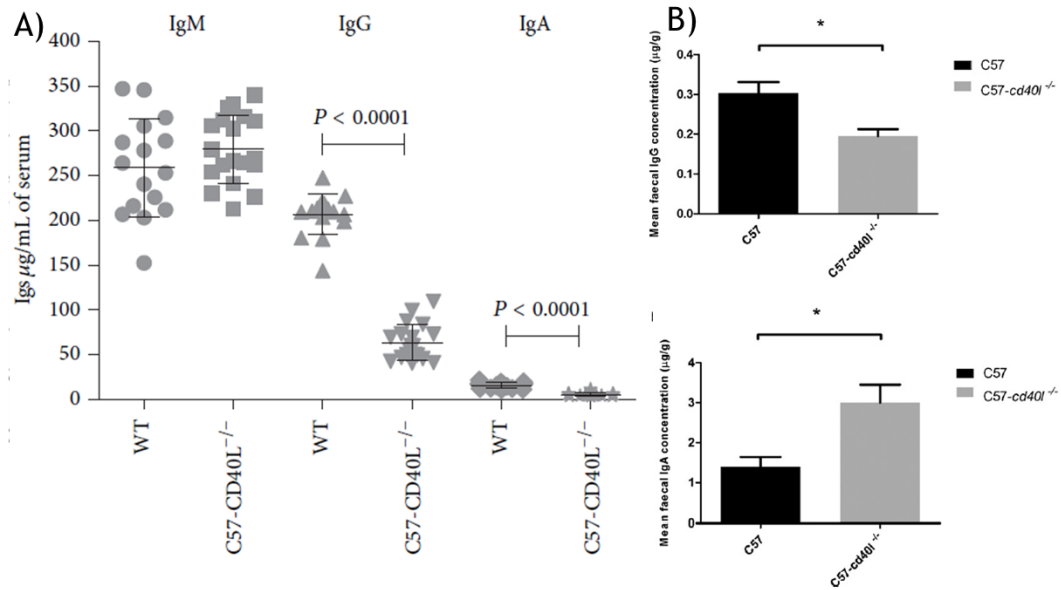 A)
IgM
IgG
IgA
400
350
300
250
200
150
100
50
0
Igs μg/mL of serum
P < 0.0001
P < 0.0001
WT
C57-CD40L−/−
WT
C57-CD40L−/−
WT
C57-CD40L−/−
B)
*
C57
C57-cd40l -/-
Mean faecal IgG concentration (μg/g)
0.4
0.3
0.2
0.1
0.0
C57
C57-cd40l -/-
*
C57
C57-cd40l -/-
Mean faecal IgA concentration (μg/g)
4
3
2
1
0
C57
C57-cd40l -/-